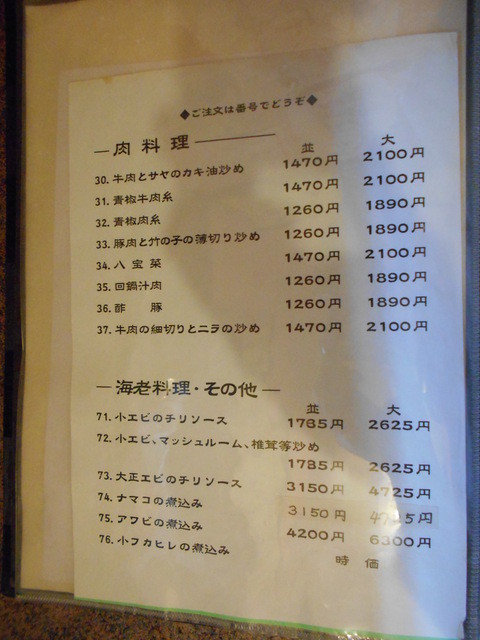 ◆ご注文は番号でどうぞ◆
—肉料理—
並 大
30. 牛肉とサヤのカキ油炒め 1470円 2100円
31. 青椒牛肉糸 1470円 2100円
32. 青椒肉糸 1260円 1890円
33. 豚肉と竹の子の薄切り炒め 1260円 1890円
34. 八宝菜 1470円 2100円
35. 回鍋汁肉 1260円 1890円
36. 酢豚 1260円 1890円
37. 牛肉の細切りとニラの炒め 1470円 2100円
—海老料理・その他—
並 大
71. 小エビのチリソース 1785円 2625円
72. 小エビ、マッシュルーム、椎茸等炒め
1785円 2625円
73. 大正エビのチリソース 3150円 4725円
74. ナマコの煮込み 3150円 4725円
75. アワビの煮込み 4200円 6300円
76. 小フカヒレの煮込み 時価